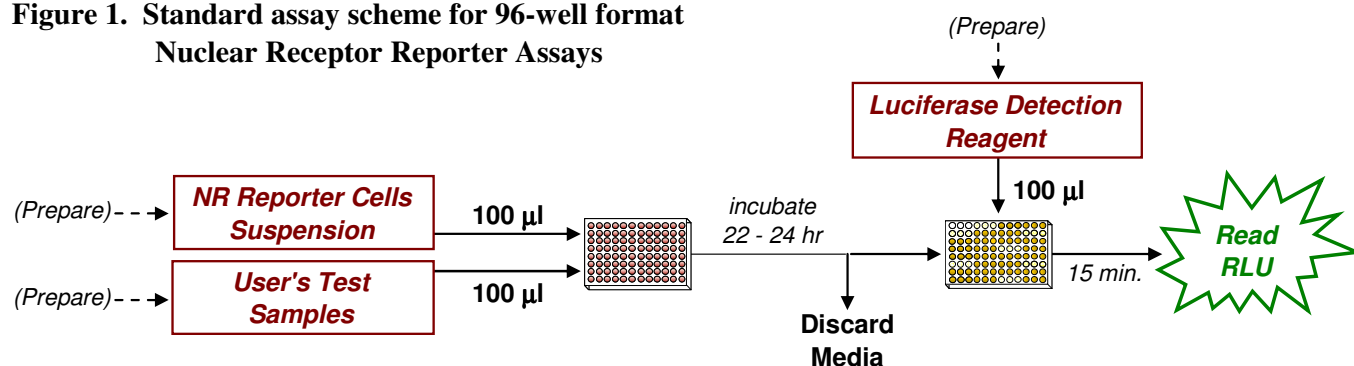 Figure 1. Standard assay scheme for 96-well format
Nuclear Receptor Reporter Assays
(Prepare)
Luciferase Detection
Reagent
100 µl
(Prepare)
NR Reporter Cells
Suspension
100 µl
(Prepare)
User's Test
Samples
100 µl
incubate
22 - 24 hr
Discard
Media
15 min.
Read
RLU